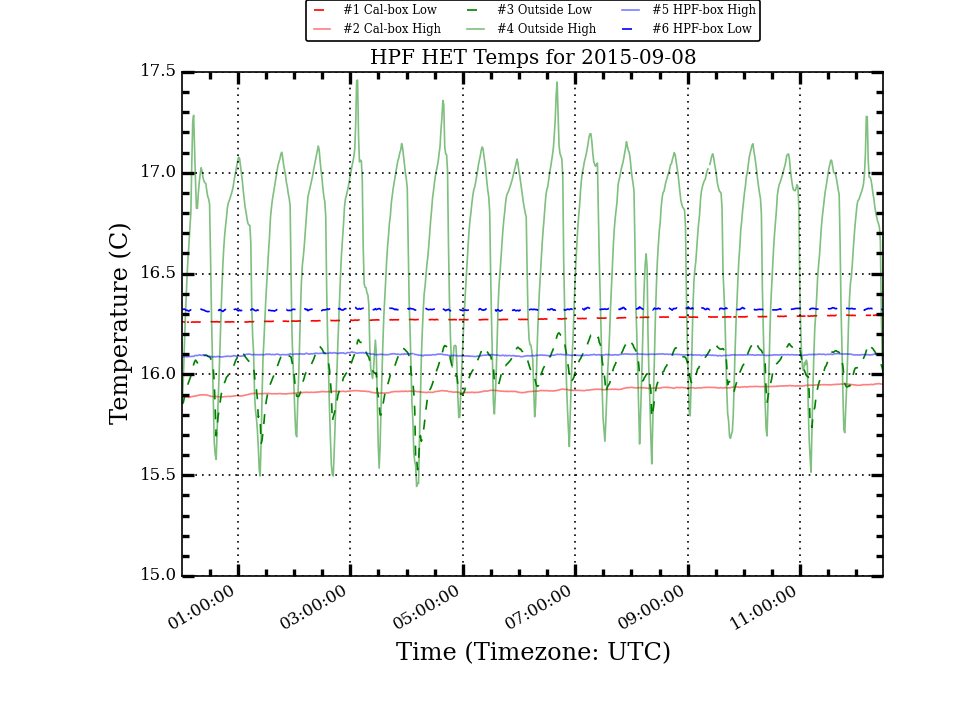 #1 Cal-box Low #3 Outside Low #5 HPF-box High
#2 Cal-box High #4 Outside High #6 HPF-box Low
HPF HET Temps for 2015-09-08
17.5
17.0
16.5
16.0
15.5
15.0
Temperature (C)
01:00:00 03:00:00 05:00:00 07:00:00 09:00:00 11:00:00
Time (Timezone: UTC)